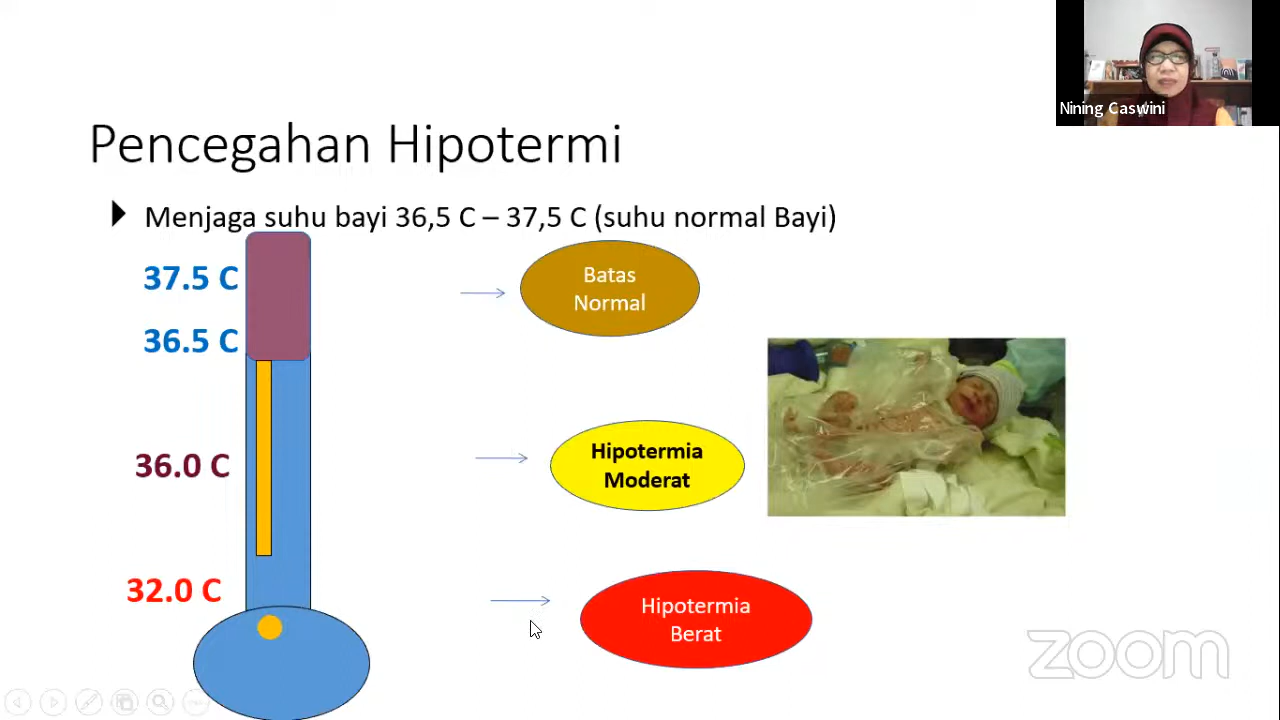 Nining Caswini
Pencegahan Hipotermi
Menjaga suhu bayi 36,5 C – 37,5 C (suhu normal Bayi)
37.5 C
Batas
Normal
36.5 C
36.0 C
Hipotermia
Moderat
32.0 C
Hipotermia
Berat
zoom